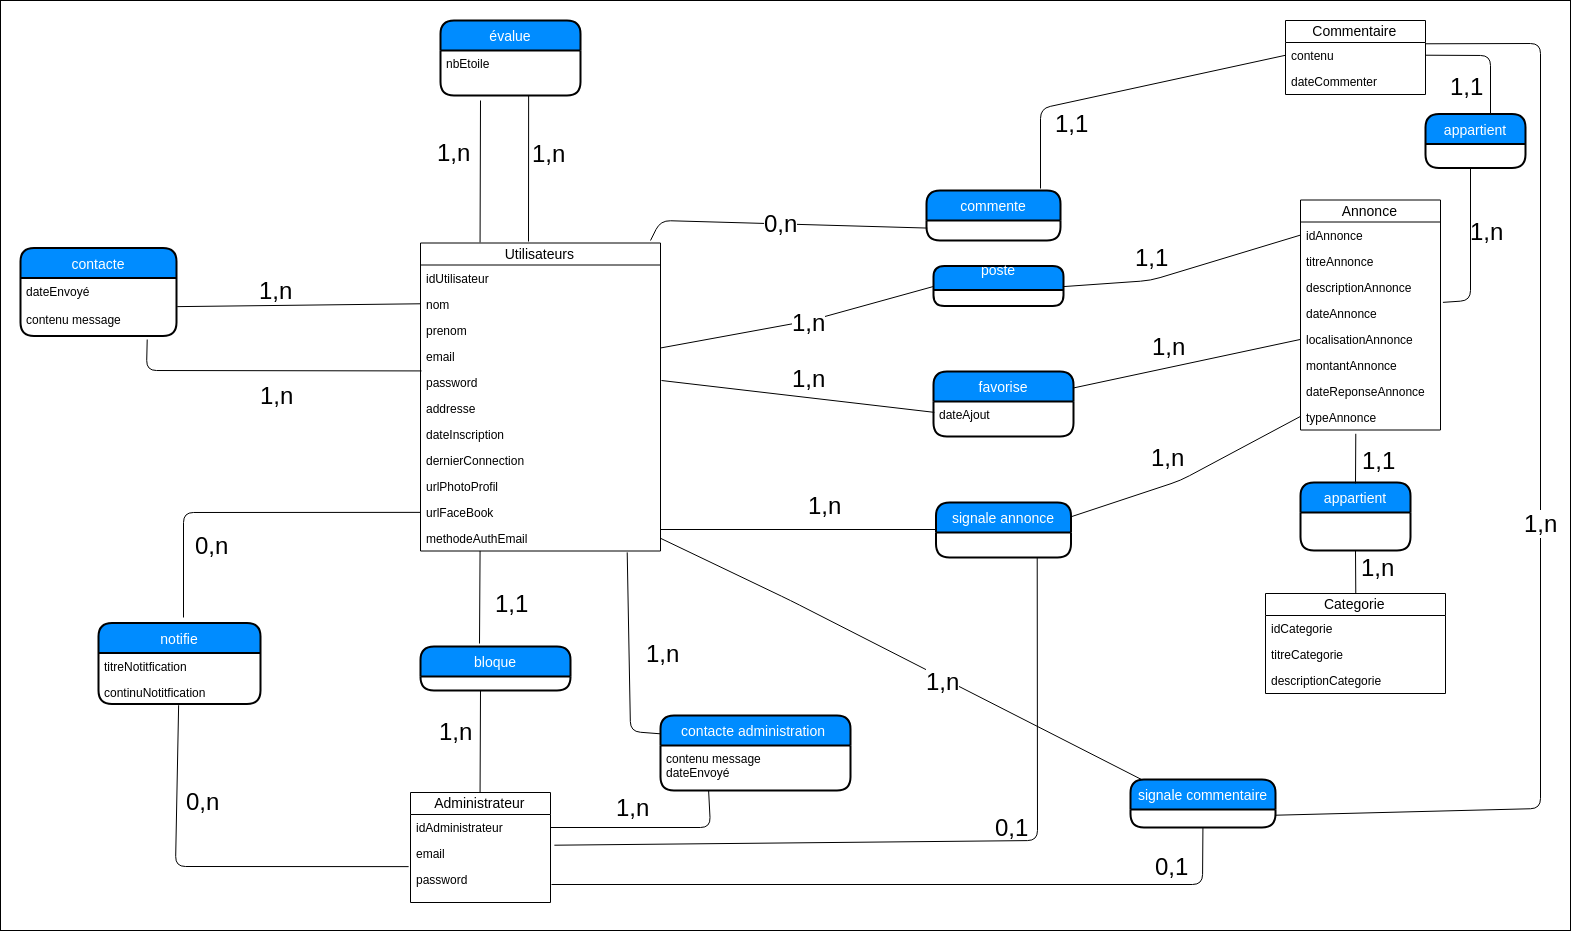 évalue
nbEtoile
1,n
1,n
Commentaire
contenu
dateCommenter
1,1
appartient
1,n
1,1
commente
0,n
contacte
dateEnvoyé
contenu message
1,n
1,n
Utilisateurs
idUtilisateur
nom
prenom
email
password
addresse
dateInscription
dernierConnection
urlPhotoProfil
urlFaceBook
methodeAuthEmail
poste
1,1
1,n
Annonce
idAnnonce
titreAnnonce
descriptionAnnonce
dateAnnonce
localisationAnnonce
montantAnnonce
dateReponseAnnonce
typeAnnonce
1,n
1,n
favorise
dateAjout
1,n
1,n
signale annonce
1,1
appartient
1,n
1,n
Categorie
idCategorie
titreCategorie
descriptionCategorie
0,n
notifie
titreNotitfication
continuNotitfication
0,n
1,1
bloque
1,n
1,n
contacte administration
contenu message
dateEnvoyé
1,n
1,n
signale commentaire
0,1
0,1
Administrateur
idAdministrateur
email
password